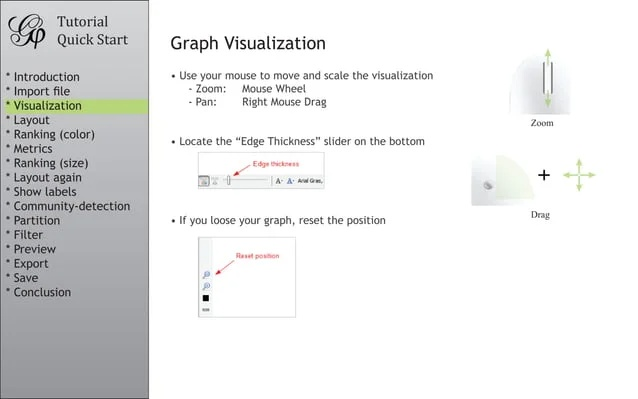 Tutorial
Quick Start
* Introduction
* Import file
* Visualization
* Layout
* Ranking (color)
* Metrics
* Ranking (size)
* Layout again
* Show labels
* Community-detection
* Partition
* Filter
* Preview
* Export
* Save
* Conclusion
Graph Visualization
• Use your mouse to move and scale the visualization
- Zoom: Mouse Wheel
- Pan: Right Mouse Drag
• Locate the “Edge Thickness” slider on the bottom
Edge thickness
A- A- Arial Gras,
• If you loose your graph, reset the position
Reset position
Zoom
+
Drag